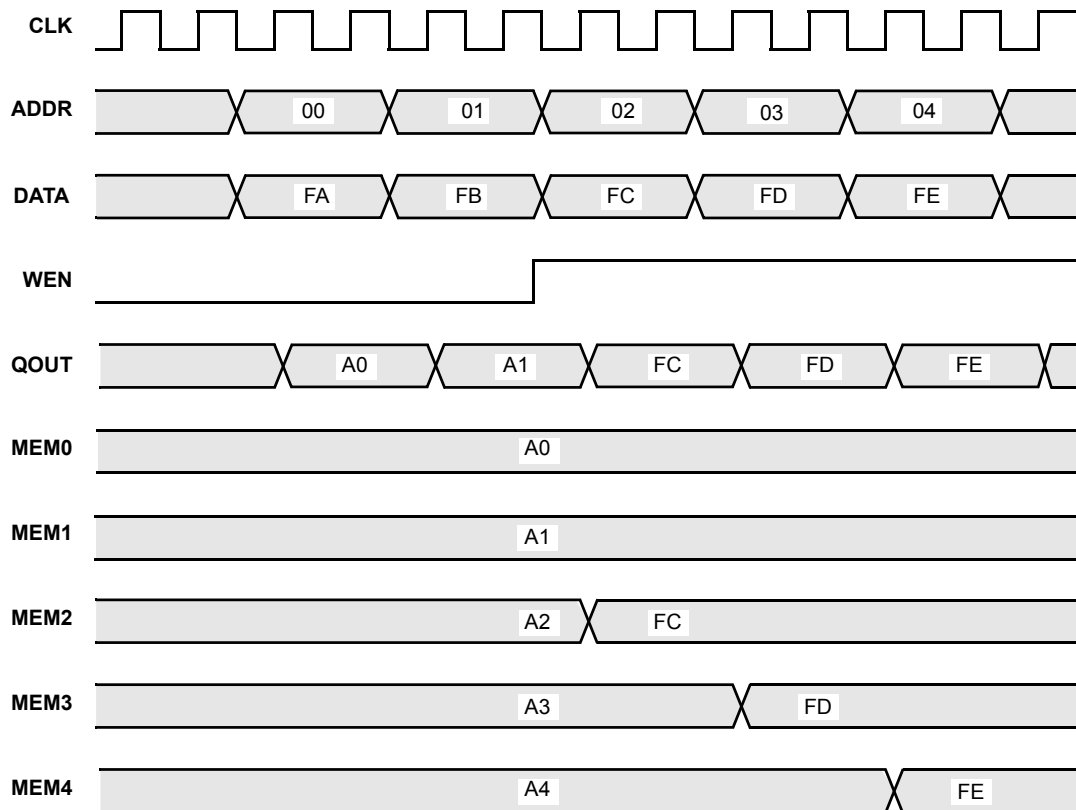 CLK
ADDR 00 01 02 03 04
DATA FA FB FC FD FE
WEN
QOUT A0 A1 FC FD FE
MEM0 A0
MEM1 A1
MEM2 A2 FC
MEM3 A3 FD
MEM4 A4 FE